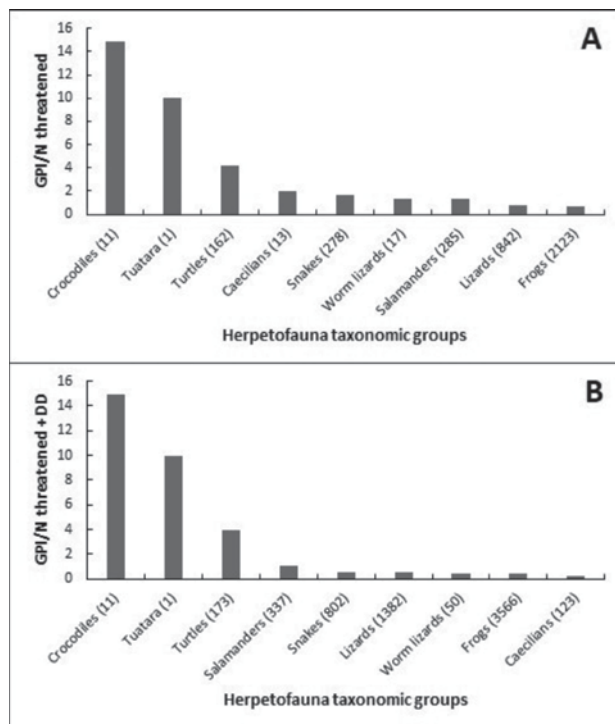 A
GPI/N threatened
16
14
12
10
8
6
4
2
0
Crocodiles (11)
Tuatara (1)
Turtles (162)
Caecilians (13)
Snakes (278)
Worm lizards (17)
Salamanders (285)
Lizards (842)
Frogs (2123)
Herpetofauna taxonomic groups
B
GPI/N threatened + DD
16
14
12
10
8
6
4
2
0
Crocodiles (11)
Tuatara (1)
Turtles (173)
Salamanders (337)
Snakes (802)
Lizards (1382)
Worm lizards (50)
Frogs (3566)
Caecilians (123)
Herpetofauna taxonomic groups